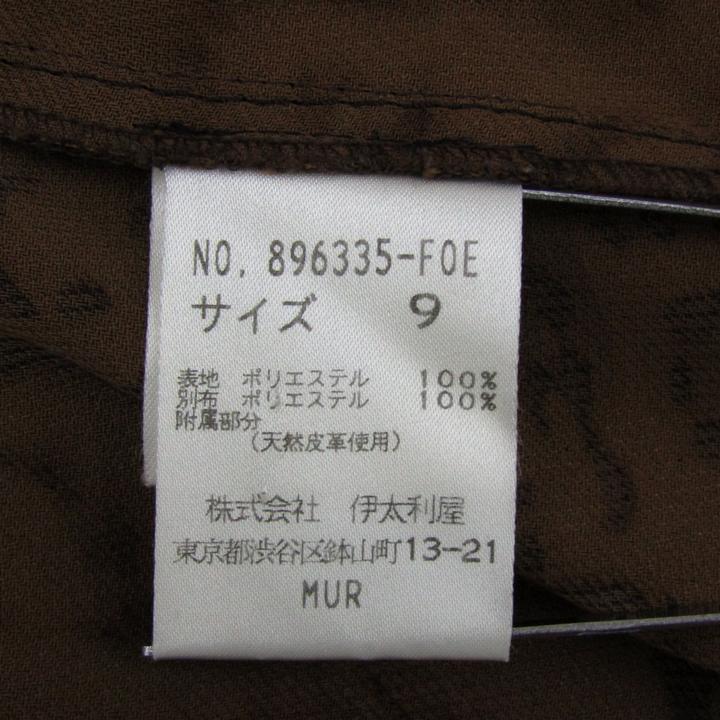 NO. 896335-F0E
サイズ 9
表地 ポリエステル 100%
別布 ポリエステル 100%
附属部分
(天然皮革使用)
株式会社 伊太利屋
東京都渋谷区鉢山町13-21
MUR